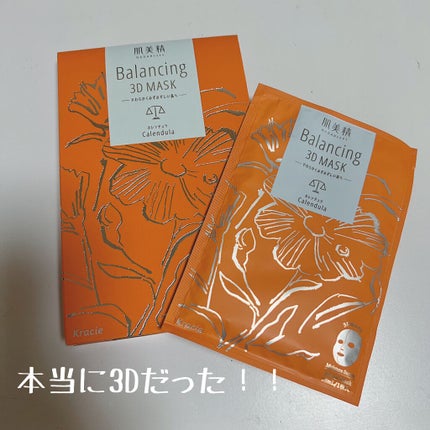 肌美精
Balancing
3D MASK
カレンデュラ
Calendula
Kracie
肌美精
Balancing
3D MASK
カレンデュラ
Calendula
Kracie
本当に3Dだった！！